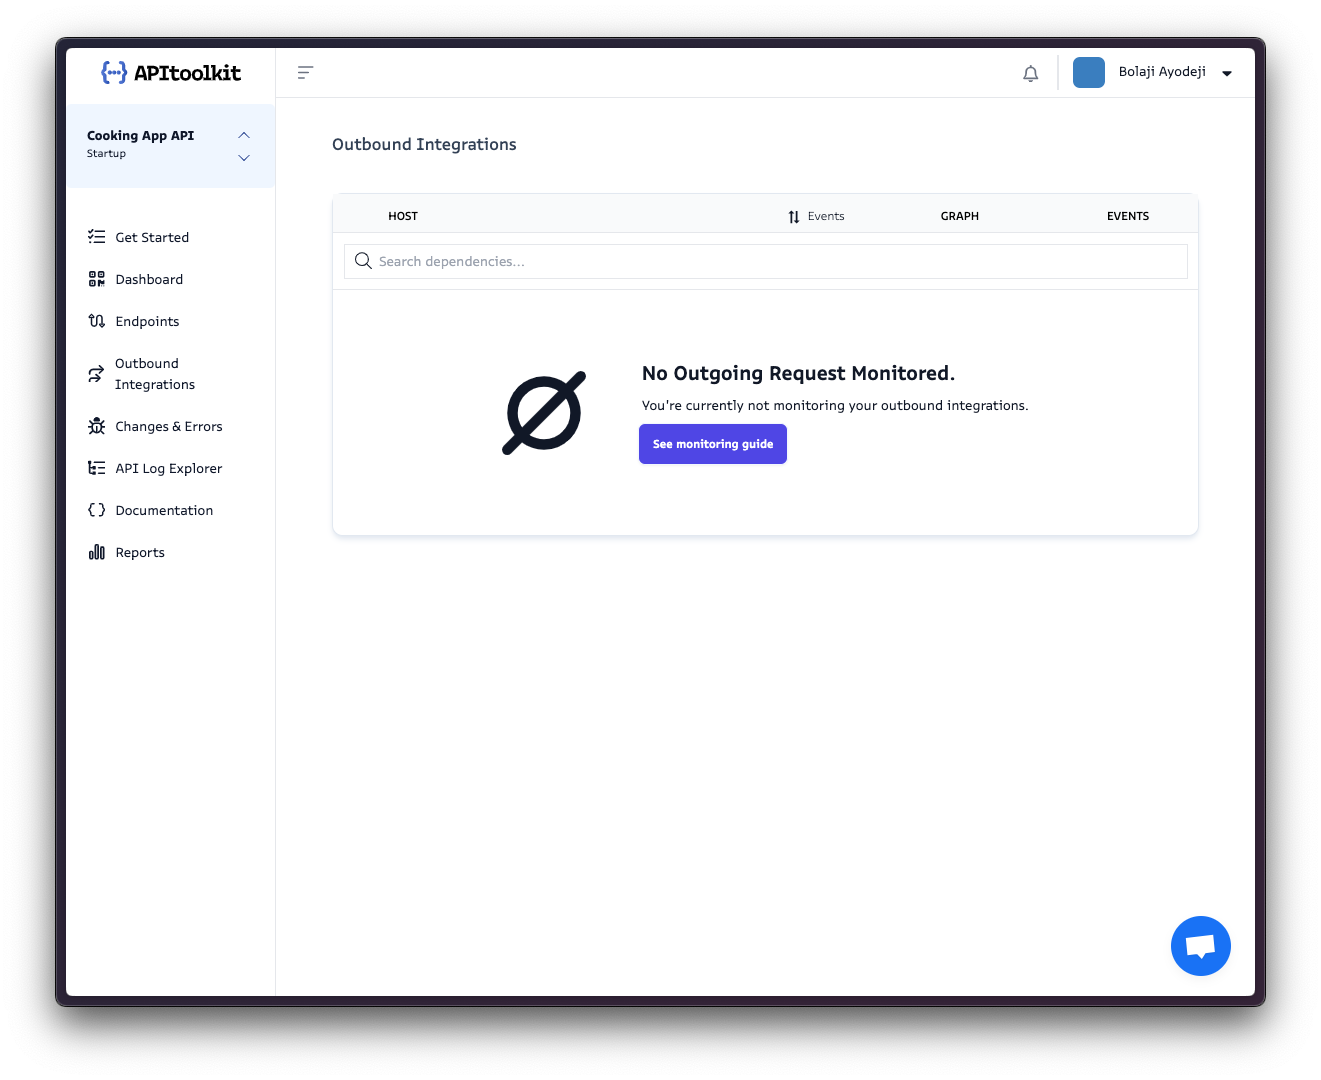 APItoolkit
Bolaji Ayodeji
Cooking App API
Startup
Get Started
Dashboard
Endpoints
Outbound
Integrations
Changes & Errors
API Log Explorer
Documentation
Reports
Outbound Integrations
HOST Events GRAPH EVENTS
Search dependencies...
No Outgoing Request Monitored.
You're currently not monitoring your outbound integrations.
See monitoring guide